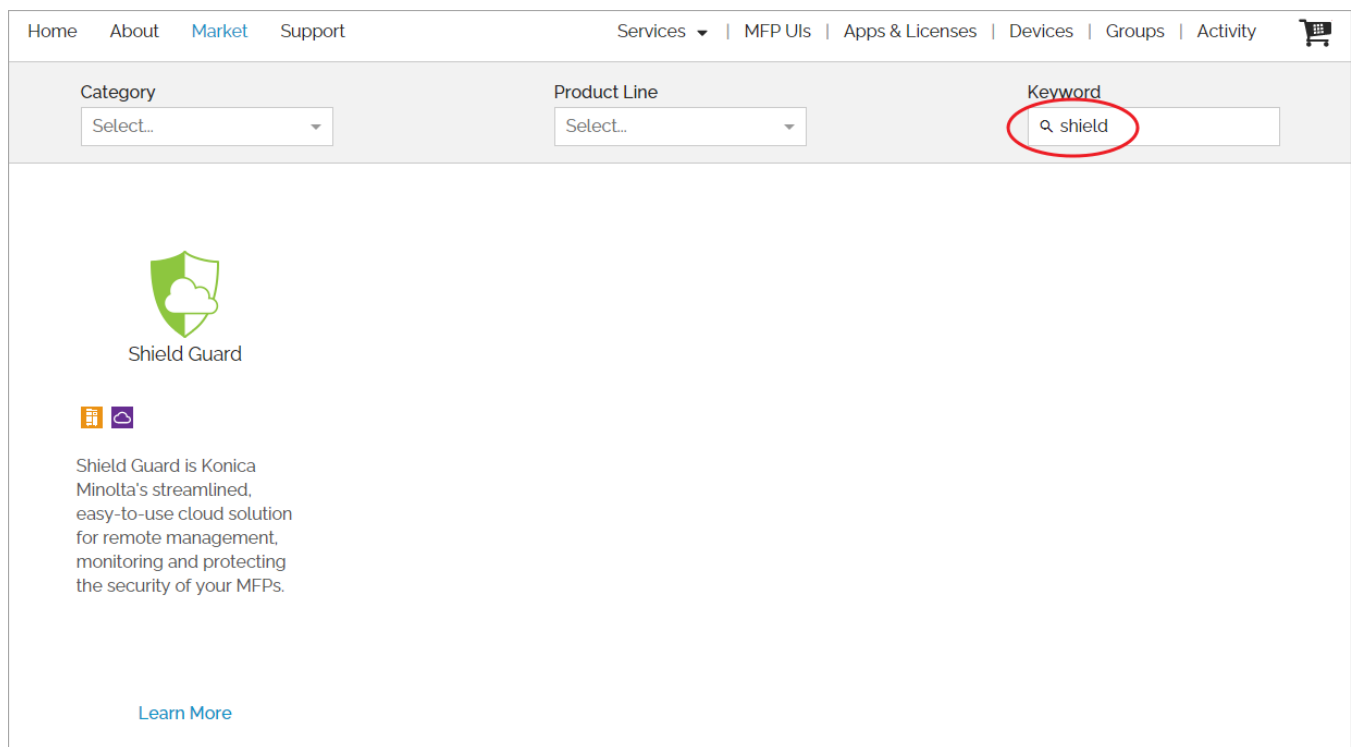 Home About Market Support Services | MFP UIs | Apps & Licenses | Devices | Groups | Activity
Category Product Line Keyword
Select... Select... shield
Shield Guard
Shield Guard is Konica
Minolta's streamlined,
easy-to-use cloud solution
for remote management,
monitoring and protecting
the security of your MFPs.
Learn More